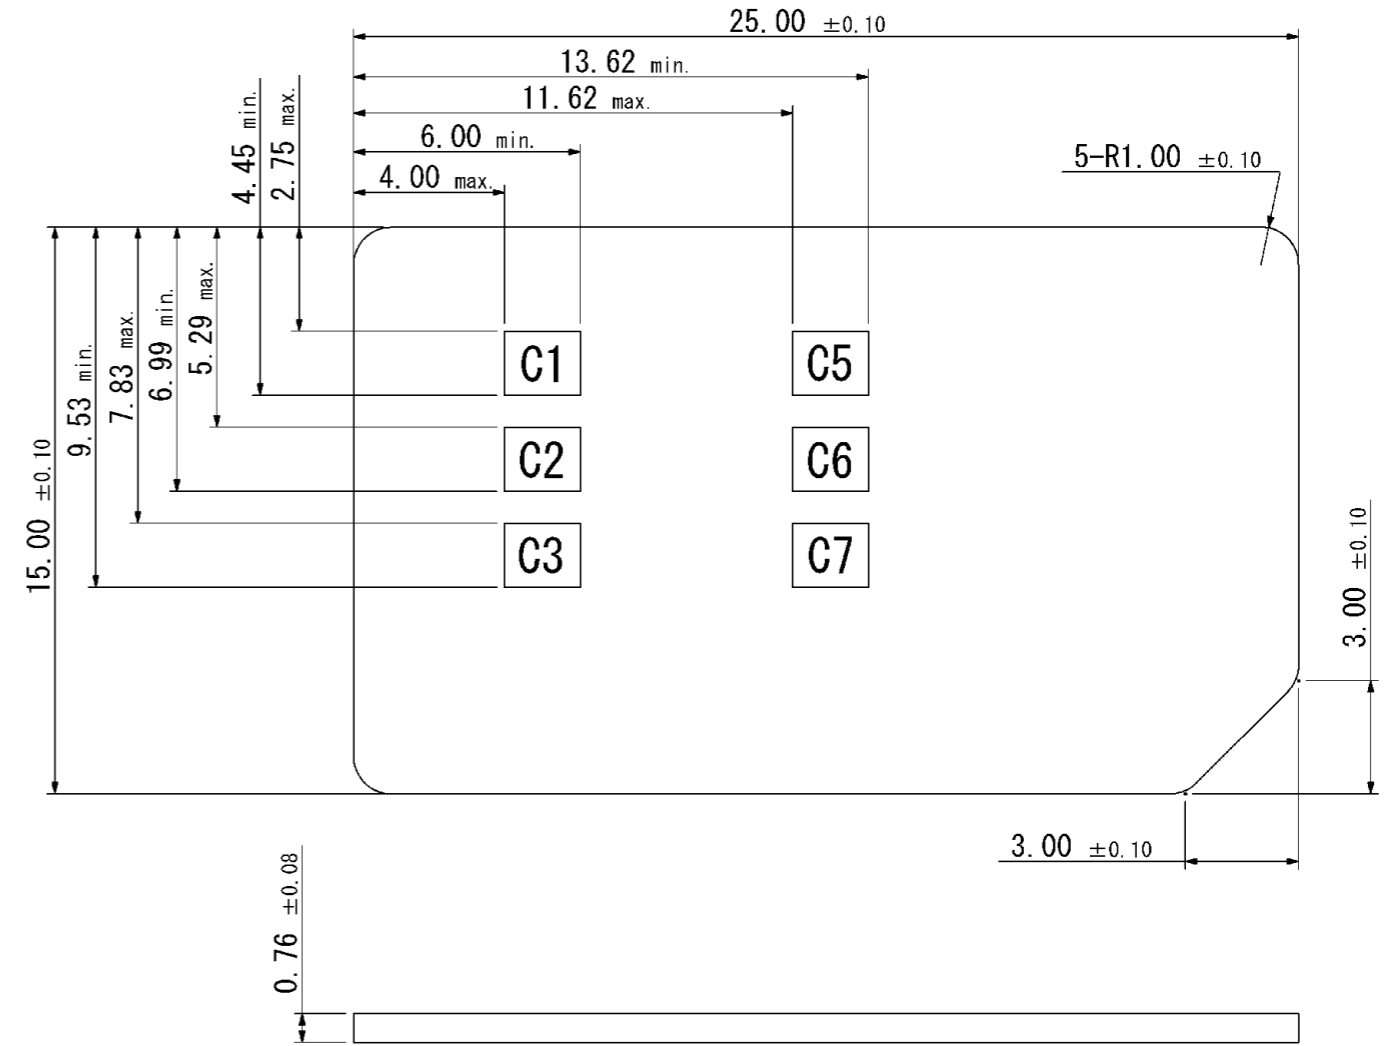 25.00 ±0.10
13.62 min.
11.62 max.
6.00 min.
4.00 max.
5-R1.00 ±0.10
4.45 min.
2.75 max.
15.00 ±0.10
9.53 min.
7.83 max.
6.99 min.
5.29 max.
C1 C5
C2 C6
C3 C7
3.00 ±0.10
3.00 ±0.10
0.76 ±0.08